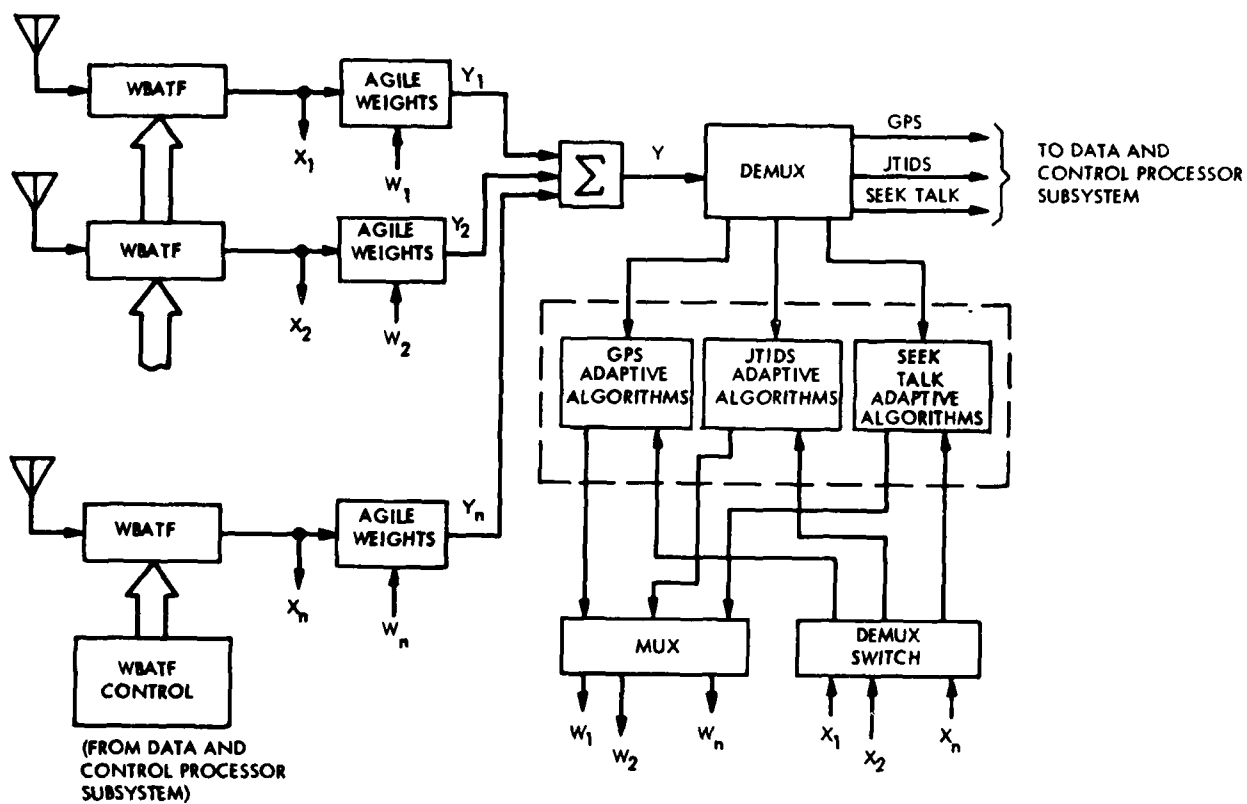 WBATF
X1
AGILE
WEIGHTS
W1
Y1
WBATF
X2
AGILE
WEIGHTS
W2
Y2
WBATF
Xn
AGILE
WEIGHTS
Wn
Yn
WBATF
CONTROL
(FROM DATA AND
CONTROL PROCESSOR
SUBSYSTEM)
Σ
Y
DEMUX
GPS
JTIDS
SEEK TALK
TO DATA AND
CONTROL PROCESSOR
SUBSYSTEM
GPS
ADAPTIVE
ALGORITHMS
JTIDS
ADAPTIVE
ALGORITHMS
SEEK
TALK
ADAPTIVE
ALGORITHMS
MUX
W1
W2
Wn
DEMUX
SWITCH
X1
X2
Xn